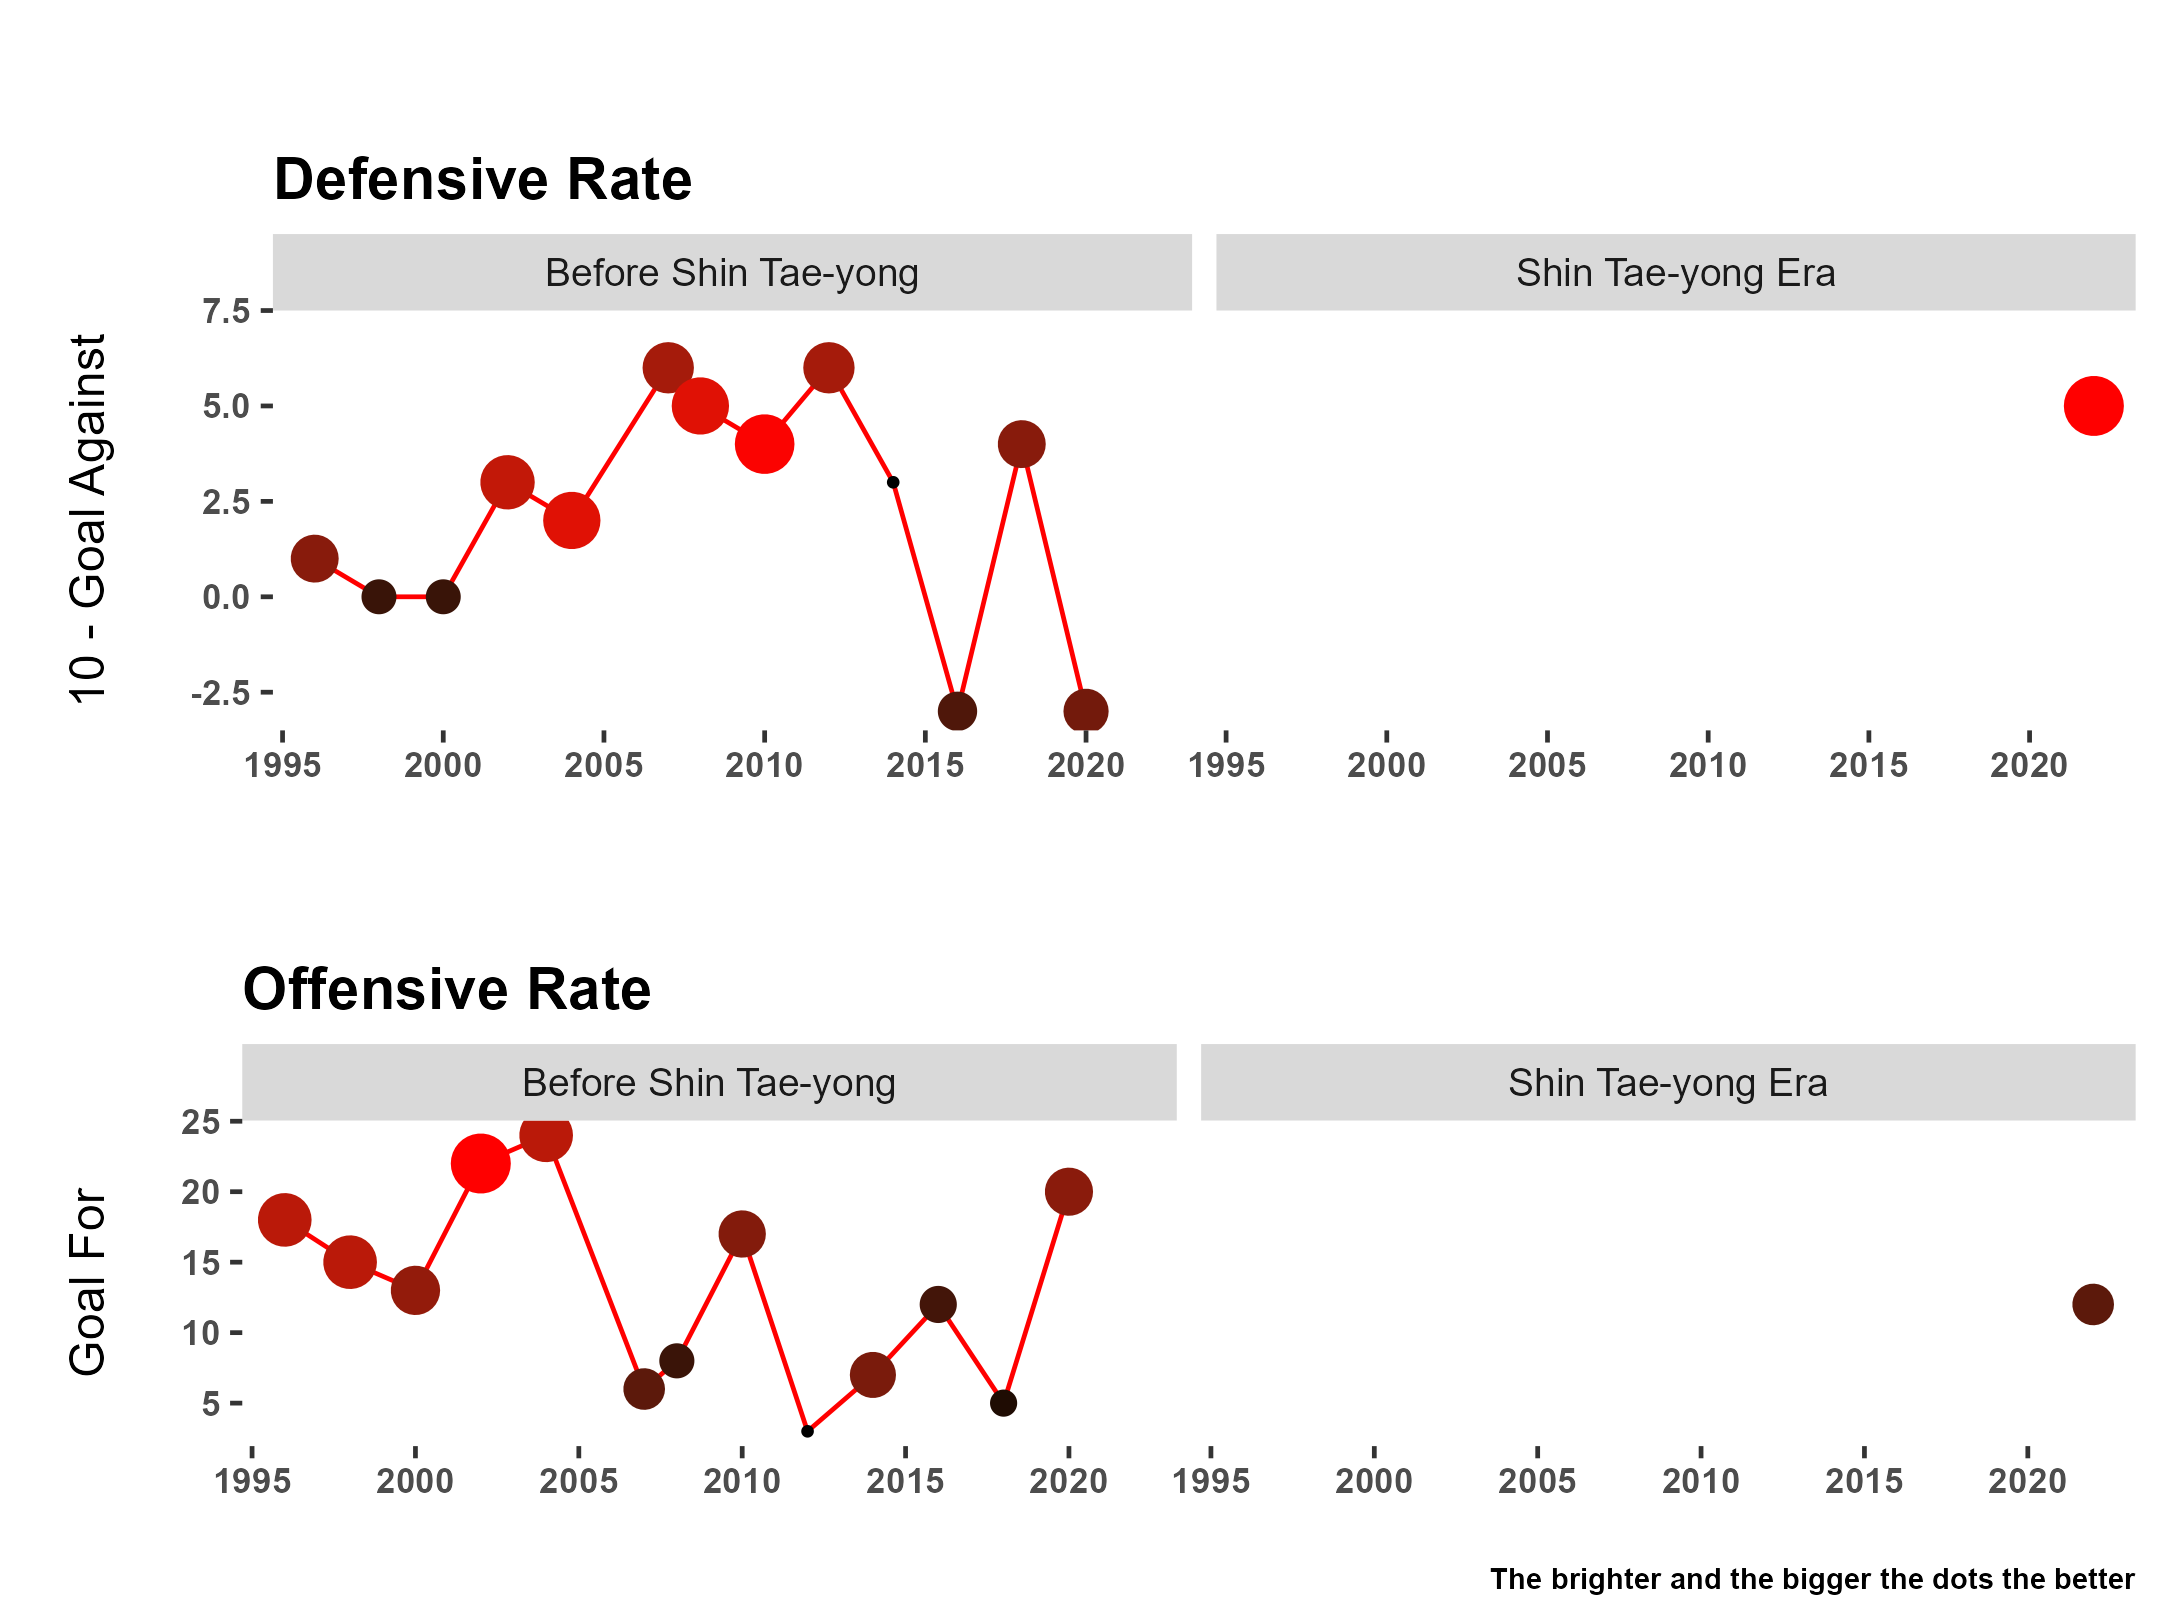 Defensive Rate
Before Shin Tae-yong
Shin Tae-yong Era
10 - Goal Against
7.5
5.0
2.5
0.0
-2.5
1995 2000 2005 2010 2015 2020 1995 2000 2005 2010 2015 2020
Offensive Rate
Before Shin Tae-yong
Shin Tae-yong Era
Goal For
25
20
15
10
5
1995 2000 2005 2010 2015 2020 1995 2000 2005 2010 2015 2020
The brighter and the bigger the dots the better